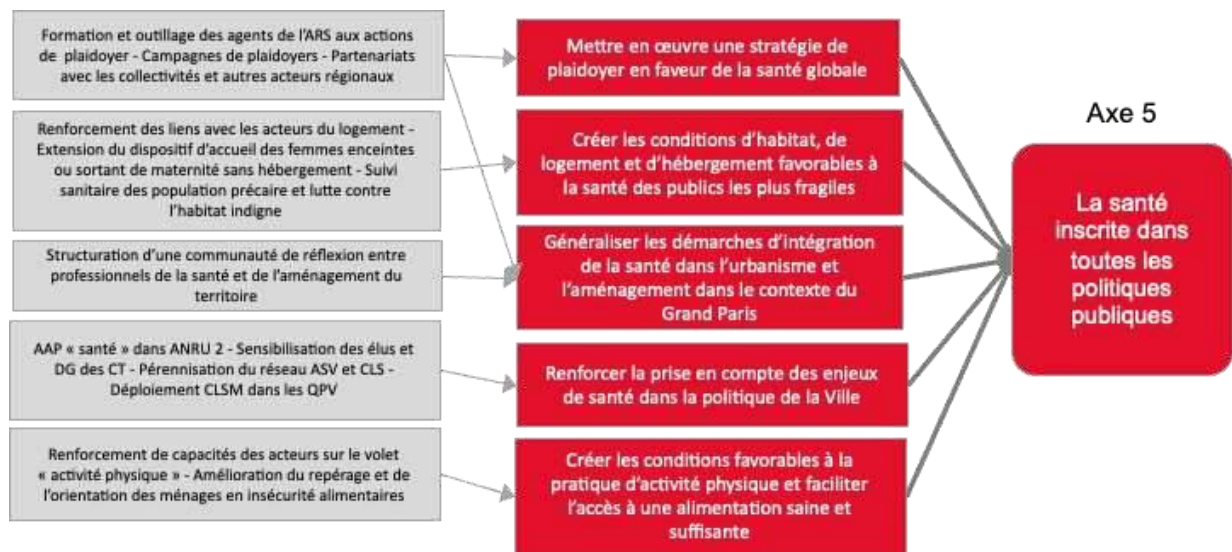 Formation et outillage des agents de l'ARS aux actions
de plaidoyer - Campagnes de plaidoyers - Partenariats
avec les collectivités et autres acteurs régionaux
Renforcement des liens avec les acteurs du logement -
Extension du dispositif d'accueil des femmes enceintes
ou sortant de maternité sans hébergement - Suivi
sanitaire des population précaire et lutte contre
l'habitat indigne
Structuration d'une communauté de réflexion entre
professionnels de la santé et de l'aménagement du
territoire
AAP « santé » dans ANRU 2 - Sensibilisation des élus et
DG des CT - Pérennisation du réseau ASV et CLS -
Déploiement CLSM dans les QPV
Renforcement de capacités des acteurs sur le volet
« activité physique » - Amélioration du repérage et de
l'orientation des ménages en insécurité alimentaires
Mettre en œuvre une stratégie de
plaidoyer en faveur de la santé globale
Créer les conditions d'habitat, de
logement et d'hébergement favorables à
la santé des publics les plus fragiles
Généraliser les démarches d'intégration
de la santé dans l'urbanisme et
l'aménagement dans le contexte du
Grand Paris
Renforcer la prise en compte des enjeux
de santé dans la politique de la Ville
Créer les conditions favorables à la
pratique d'activité physique et faciliter
l'accès à une alimentation saine et
suffisante
Axe 5
La santé
inscrite dans
toutes les
politiques
publiques